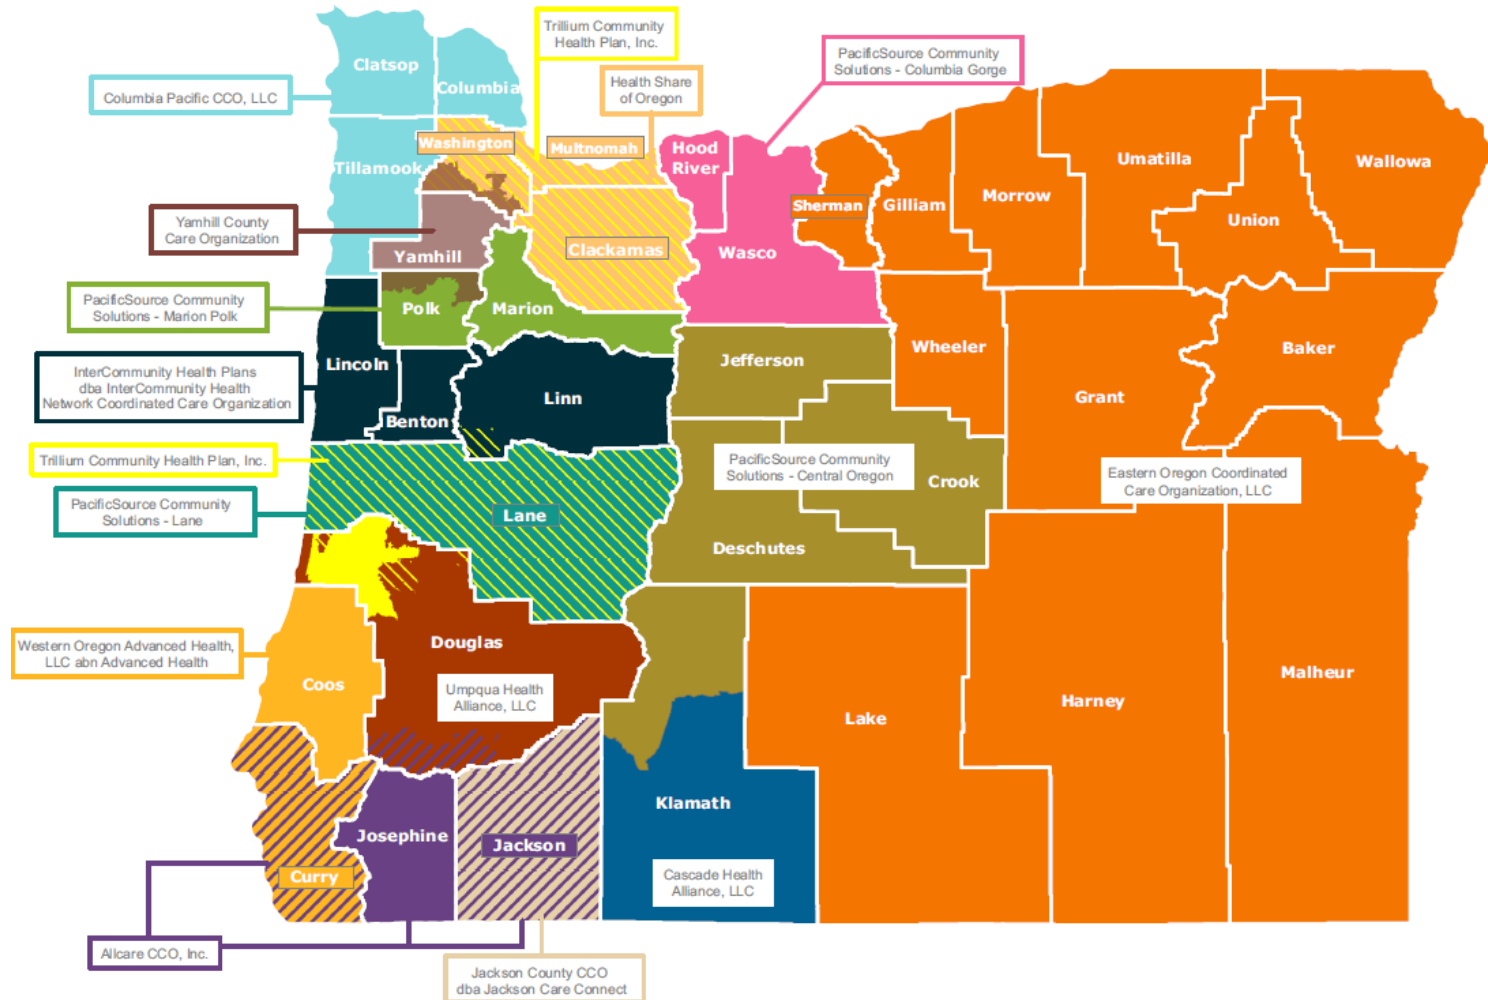 Trillium Community
Health Plan, Inc.
PacificSource Community
Solutions - Columbia Gorge
Clatsop
Columbia
Columbia Pacific CCO, LLC
Health Share
of Oregon
Washington
Multnomah
Hood
River
Tillamook
Umatilla
Wallowa
Morrow
Sherman
Gilliam
Union
Yamhill County
Care Organization
Yamhill
Clackamas
Wasco
PacificSource Community
Solutions - Marion Polk
Polk
Marion
Wheeler
Baker
Lincoln
Jefferson
InterCommunity Health Plans
dba InterCommunity Health
Network Coordinated Care Organization
Linn
Grant
Benton
Trillium Community Health Plan, Inc.
PacificSource Community
Solutions - Central Oregon
Crook
Eastern Oregon Coordinated
Care Organization, LLC
PacificSource Community
Solutions - Lane
Lane
Deschutes
Western Oregon Advanced Health,
LLC abn Advanced Health
Douglas
Coos
Umpqua Health
Alliance, LLC
Lake
Harney
Malheur
Klamath
Josephine
Jackson
Curry
Cascade Health
Alliance, LLC
Allcare CCO, Inc.
Jackson County CCO
dba Jackson Care Connect